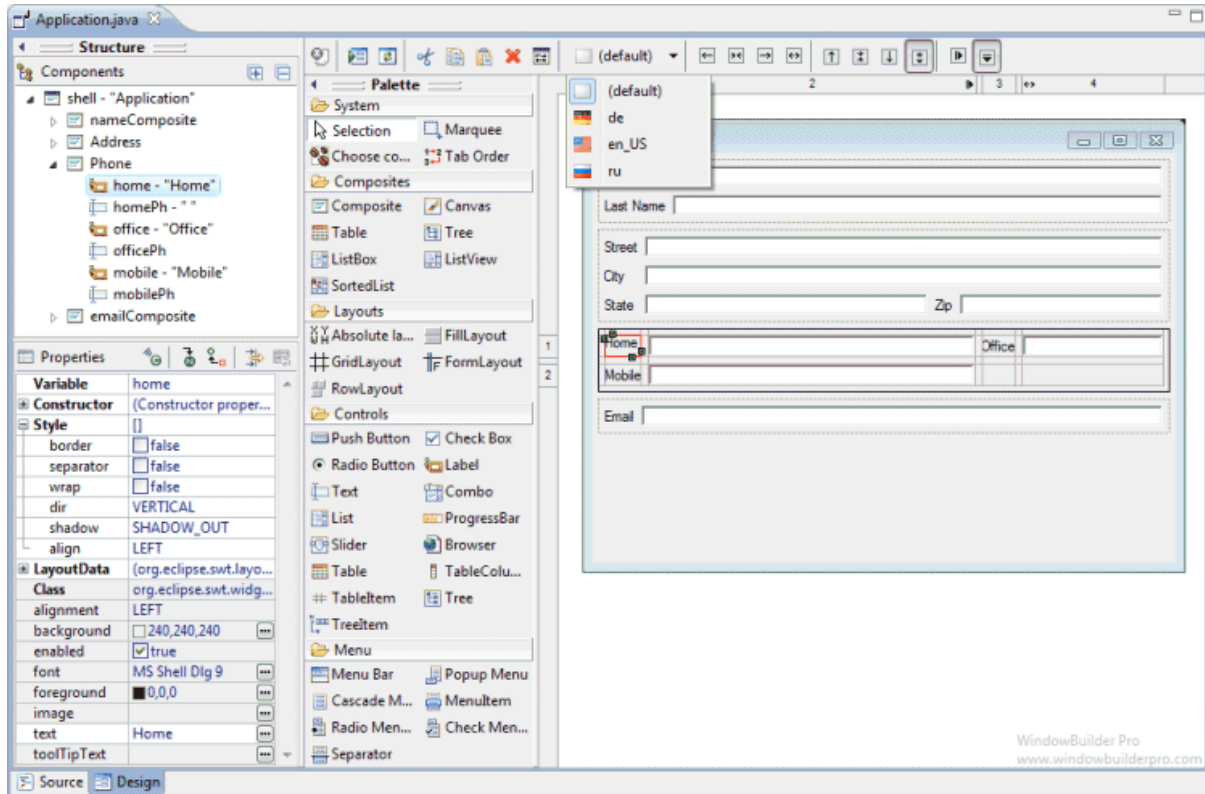 Application.java
Structure
Components
shell - "Application"
nameComposite
Address
Phone
home - "Home"
homePh - " "
office - "Office"
officePh
mobile - "Mobile"
mobilePh
emailComposite
Properties
Variable home
Constructor (Constructor proper...
Style []
border false
separator false
wrap false
dir VERTICAL
shadow SHADOW_OUT
align LEFT
LayoutData (org.eclipse.swt.layo...
Class org.eclipse.swt.widg...
alignment LEFT
background 240,240,240
enabled true
font MS Shell Dlg 9
foreground 0,0,0
image
text Home
toolTipText
Source Design
Palette
System
Selection Marquee
Choose co... Tab Order
Composites
Composite Canvas
Table Tree
ListBox ListView
SortedList
Layouts
Absolute la... FillLayout
GridLayout FormLayout
RowLayout
Controls
Push Button Check Box
Radio Button Label
Text Combo
List ProgressBar
Slider Browser
Table TableColu...
TableItem Tree
TreeItem
Menu
Menu Bar Popup Menu
Cascade M... MenuItem
Radio Men... Check Men...
Separator
(default)
(default)
de
en_US
ru
2 3 4
1
2
Last Name
Street
City
State Zip
Home Office
Mobile
Email
WindowBuilder Pro
www.windowbuilderpro.com